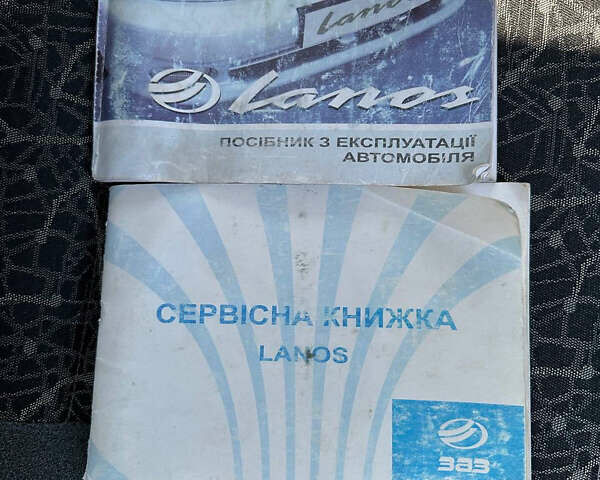 Lanos
Lanos
ПОСІБНИК З ЕКСПЛУАТАЦІЇ
АВТОМОБІЛЯ
СЕРВІСНА КНИЖКА
LANOS
ЗАЗ